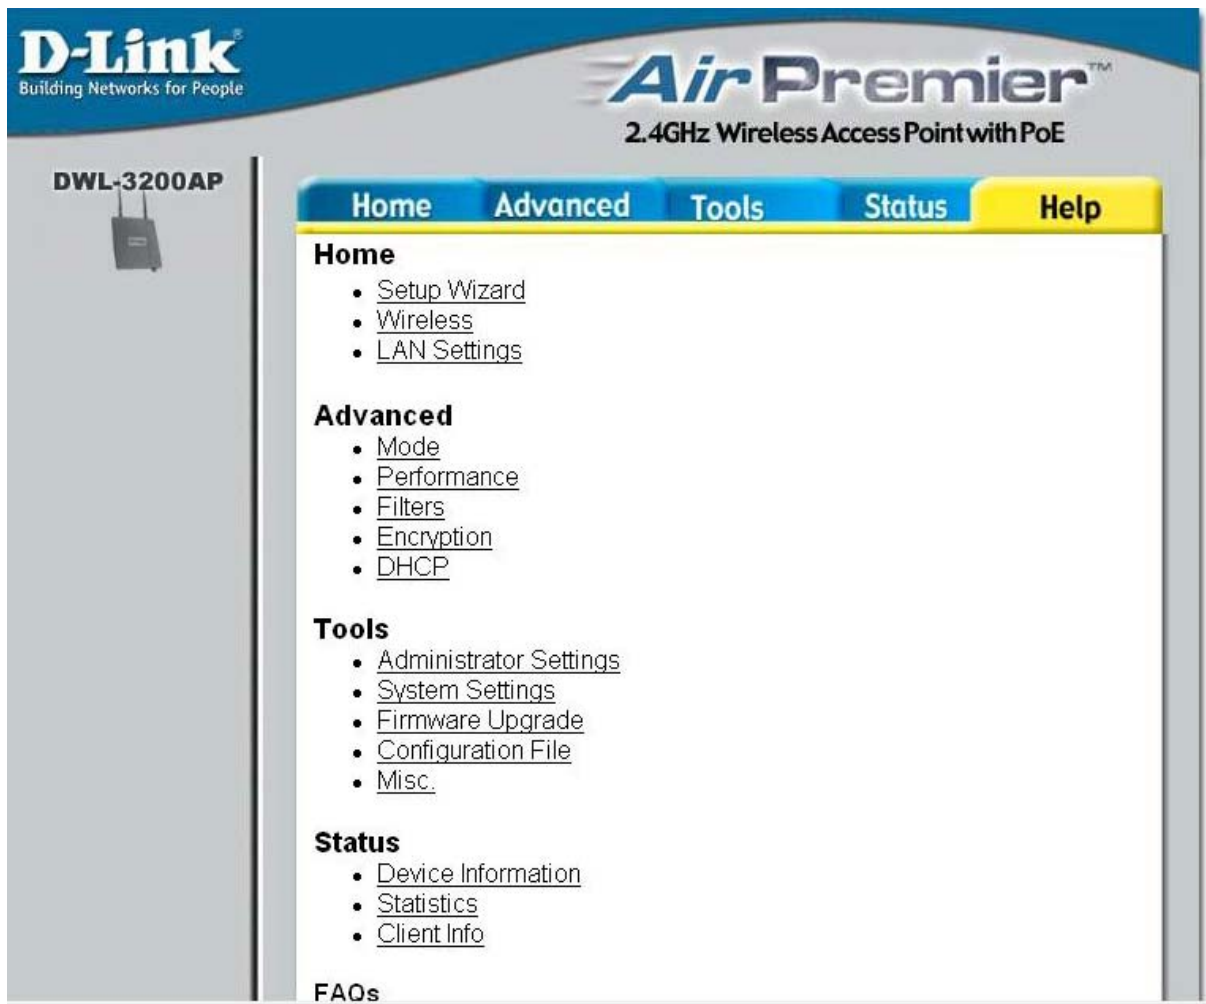 D-Link®
Building Networks for People
Air Premier™
2.4GHz Wireless Access Point with PoE
DWL-3200AP
Home Advanced Tools Status Help
Home
Setup Wizard
Wireless
LAN Settings
Advanced
Mode
Performance
Filters
Encryption
DHCP
Tools
Administrator Settings
System Settings
Firmware Upgrade
Configuration File
Misc.
Status
Device Information
Statistics
Client Info
FAQs